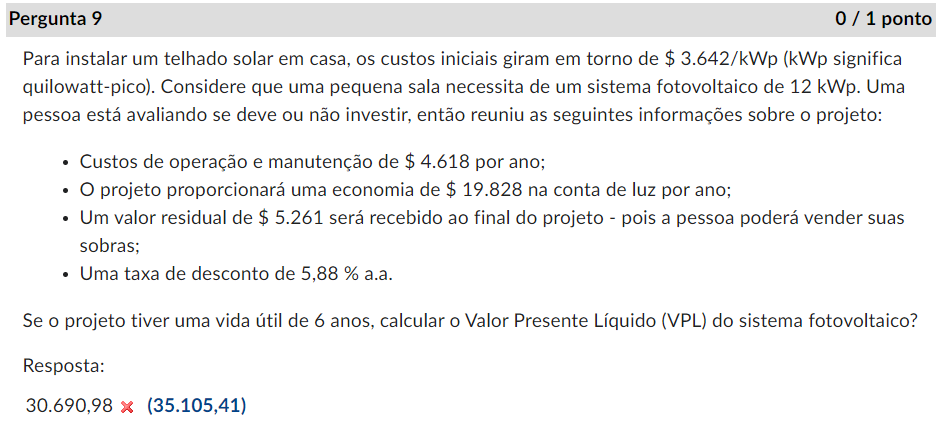 Pergunta 9 0 / 1 ponto
Para instalar um telhado solar em casa, os custos iniciais giram em torno de $ 3.642/kWp (kWp significa
quilowatt-pico). Considere que uma pequena sala necessita de um sistema fotovoltaico de 12 kWp. Uma
pessoa está avaliando se deve ou não investir, então reuniu as seguintes informações sobre o projeto:
• Custos de operação e manutenção de $ 4.618 por ano;
• O projeto proporcionará uma economia de $ 19.828 na conta de luz por ano;
• Um valor residual de $ 5.261 será recebido ao final do projeto - pois a pessoa poderá vender suas
sobras;
• Uma taxa de desconto de 5,88 % a.a.
Se o projeto tiver uma vida útil de 6 anos, calcular o Valor Presente Líquido (VPL) do sistema fotovoltaico?
Resposta:
30.690,98 ✗ (35.105,41)